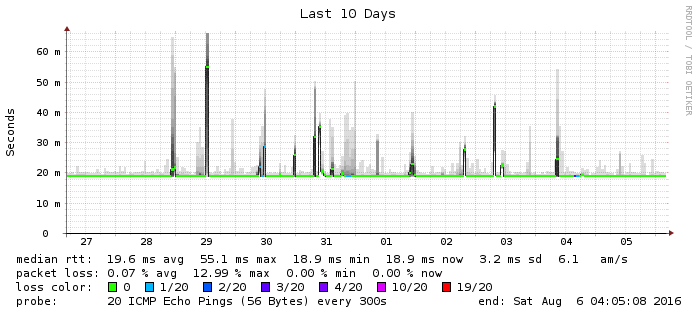 Last 10 Days
RRDTOOL / TOBI OETIKER
Seconds
60 m
50 m
40 m
30 m
20 m
10 m
0
27 28 29 30 31 01 02 03 04 05
median rtt: 19.6 ms avg 55.1 ms max 18.9 ms min 18.9 ms now 3.2 ms sd 6.1 am/s
packet loss: 0.07 % avg 12.99 % max 0.00 % min 0.00 % now
loss color: 0 1/20 2/20 3/20 4/20 10/20 19/20
probe: 20 ICMP Echo Pings (56 Bytes) every 300s end: Sat Aug 6 04:05:08 2016